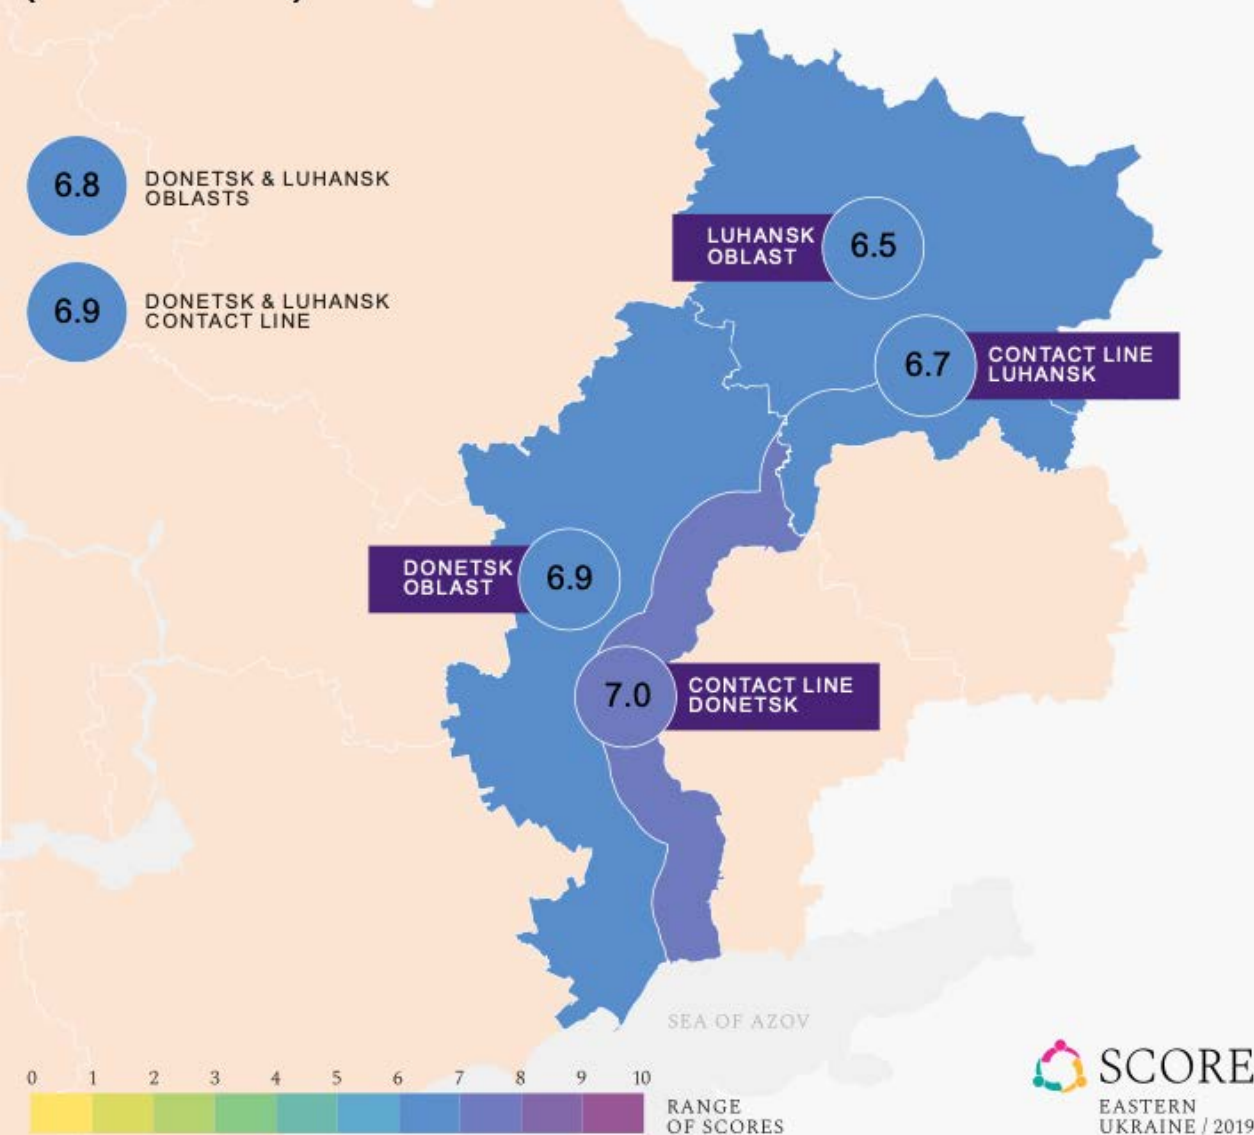 6.8
DONETSK & LUHANSK
OBLASTS
6.9
DONETSK & LUHANSK
CONTACT LINE
LUHANSK
OBLAST
6.5
6.7
CONTACT LINE
LUHANSK
DONETSK
OBLAST
6.9
7.0
CONTACT LINE
DONETSK
SEA OF AZOV
0 1 2 3 4 5 6 7 8 9 10
RANGE
OF SCORES
SCORE
EASTERN
UKRAINE / 2019